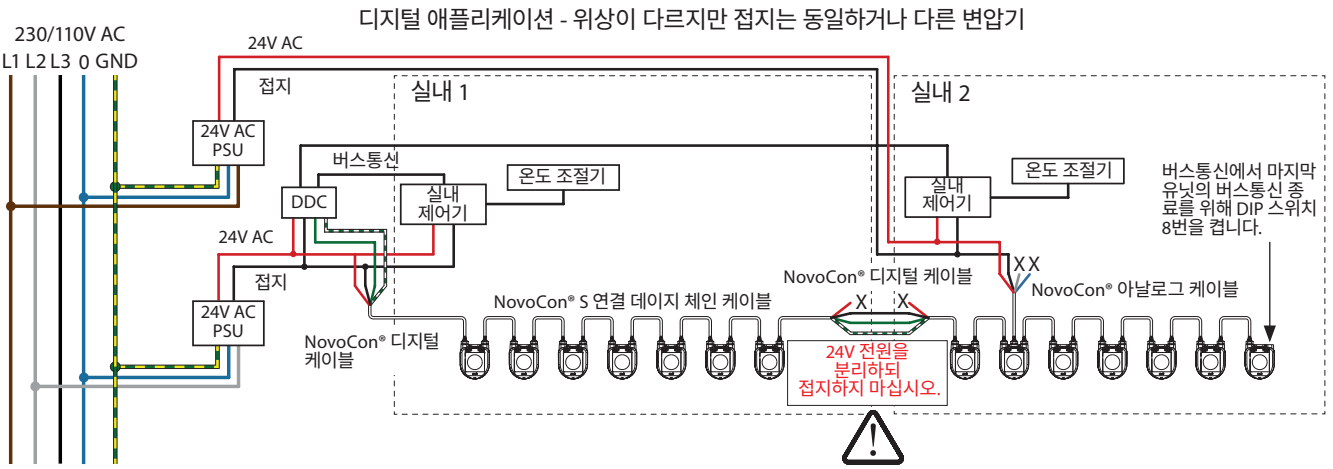 디지털 애플리케이션 - 위상이 다르지만 접지는 동일하거나 다른 변압기
230/110V AC
L1 L2 L3 0 GND
24V AC
접지
24V AC
PSU
실내 1
실내 2
버스통신
DDC
실내
제어기
온도 조절기
실내
제어기
온도 조절기
버스통신에서 마지막
유닛의 버스통신 종
료를 위해 DIP 스위치
8번을 켭니다.
24V AC
접지
24V AC
PSU
NovoCon® 디지털
케이블
NovoCon® S 연결 데이지 체인 케이블
NovoCon® 디지털 케이블
X X
X X
NovoCon® 아날로그 케이블
24V 전원을
분리하되
접지하지 마십시오.
!